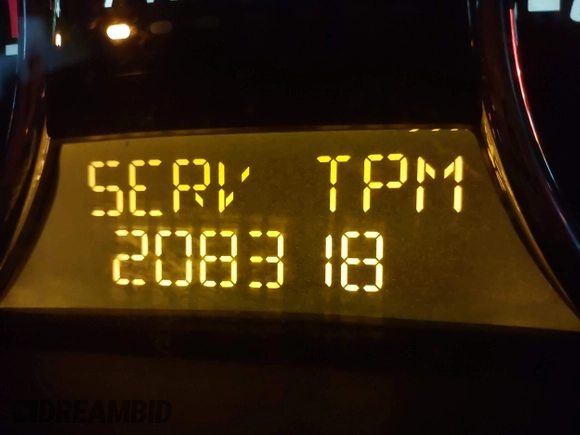 SERV TPM
208318
DREAMBID